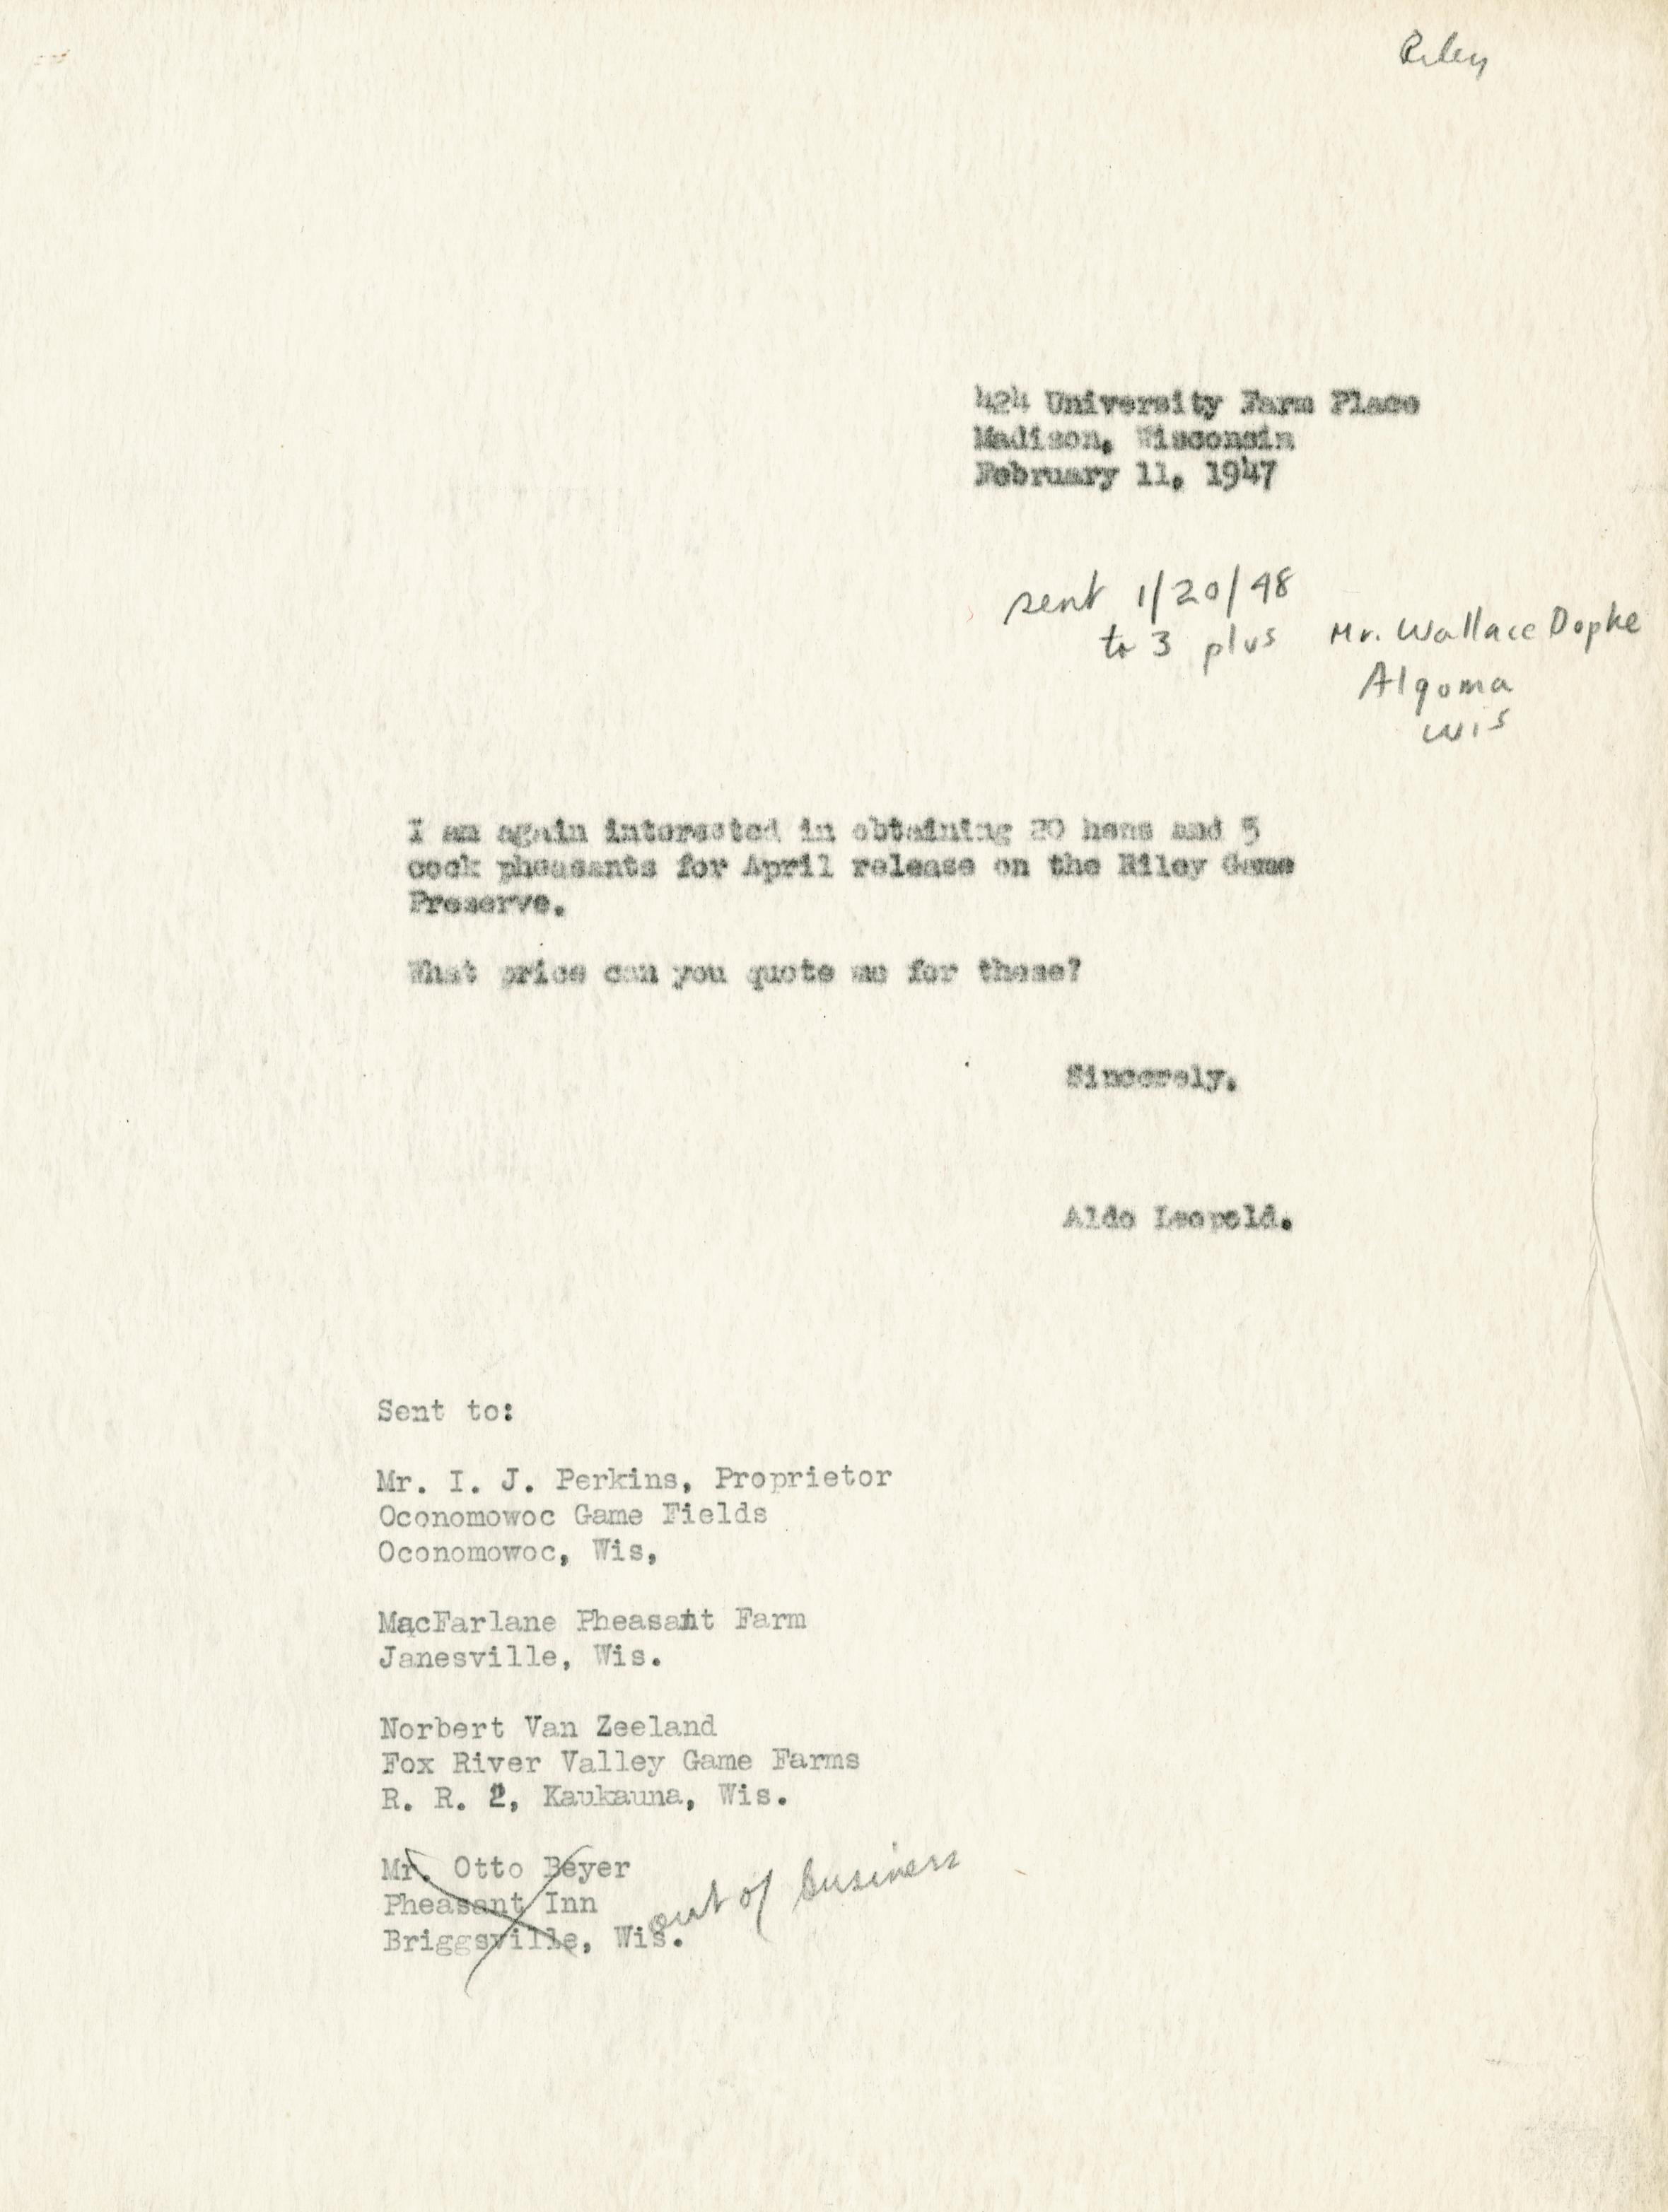 Riley
424 University Farm Place
Madison, Wisconsin
February 11, 1947
sent 1/20/48
to 3 plus Mr. Wallace Dopke
Algoma
Wis
I am again interested in obtaining 20 hens and 5
cock pheasants for April release on the Riley Game
Preserve.
What price can you quote me for these?
Sincerely,
Aldo Leopold.
Sent to:
Mr. I. J. Perkins, Proprietor
Oconomowoc Game Fields
Oconomowoc, Wis,
MacFarlane Pheasant Farm
Janesville, Wis.
Norbert Van Zeeland
Fox River Valley Game Farms
R. R. 2, Kaukauna, Wis.
Mr. Otto Beyer
Pheasant Inn
Briggsville, Wis. out of business